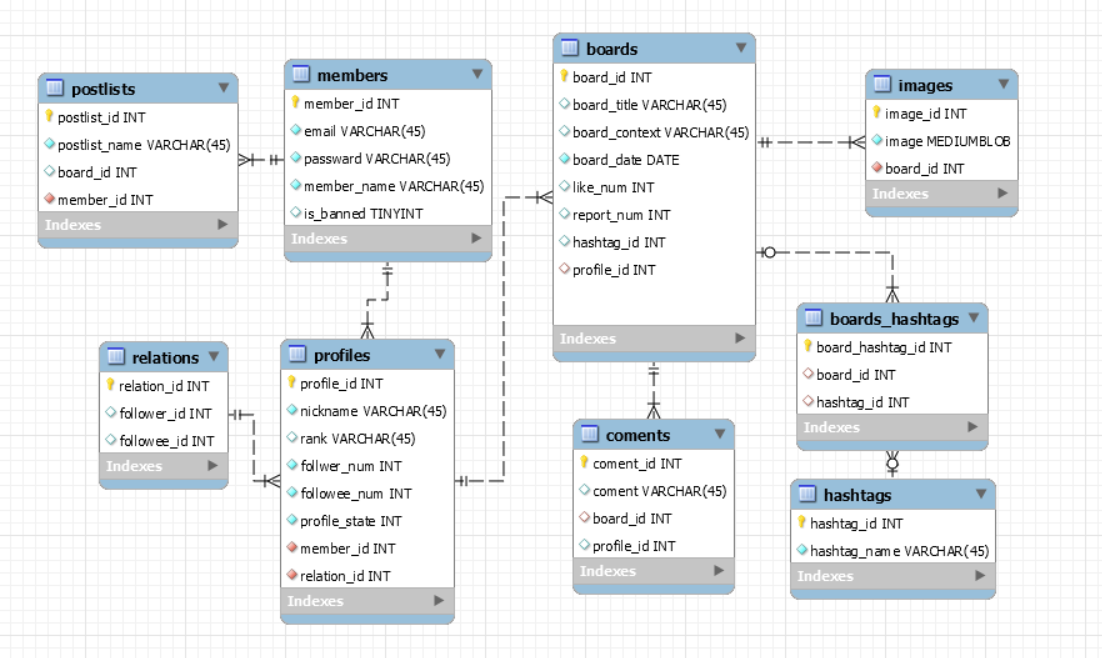 postlists
postlist_id INT
postlist_name VARCHAR(45)
board_id INT
member_id INT
Indexes
members
member_id INT
email VARCHAR(45)
passward VARCHAR(45)
member_name VARCHAR(45)
is_banned TINYINT
Indexes
boards
board_id INT
board_title VARCHAR(45)
board_context VARCHAR(45)
board_date DATE
like_num INT
report_num INT
hashtag_id INT
profile_id INT
Indexes
images
image_id INT
image MEDIUMBLOB
board_id INT
Indexes
relations
relation_id INT
follower_id INT
followee_id INT
Indexes
profiles
profile_id INT
nickname VARCHAR(45)
rank VARCHAR(45)
follwer_num INT
followee_num INT
profile_state INT
member_id INT
relation_id INT
Indexes
coments
coment_id INT
coment VARCHAR(45)
board_id INT
profile_id INT
Indexes
boards_hashtags
board_hashtag_id INT
board_id INT
hashtag_id INT
Indexes
hashtags
hashtag_id INT
hashtag_name VARCHAR(45)
Indexes